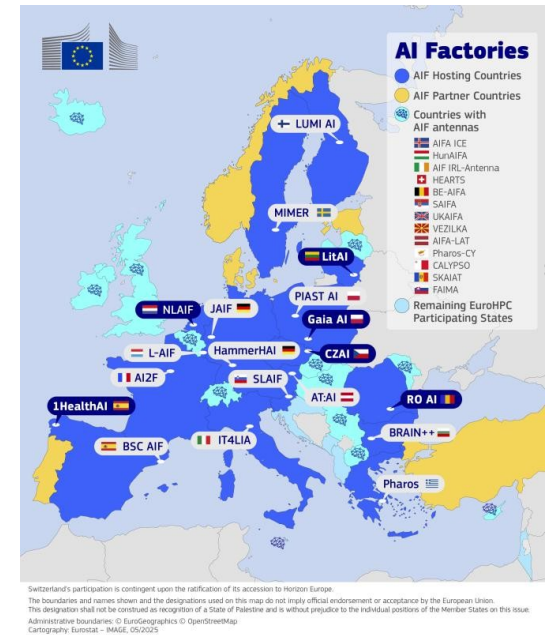 AI Factories
AIF Hosting Countries
AIF Partner Countries
Countries with
AIF antennas
AIFA ICE
HunAIFA
AIF IRL-Antenna
HEARTS
BE-AIFA
SAIFA
UKAIFA
VEZILKA
AIFA-LAT
Pharos-CY
CALYPSO
SKAIAT
FAIMA
Remaining EuroHPC
Participating States
LUMI AI
MIMER
LitAI
PIAST AI
NLAIF
JAIF
Gaia AI
L-AIF
HammerHAI
CZAI
AI2F
SLAIF
AT:AI
1HealthAI
RO AI
BSC AIF
IT4LIA
BRAIN++
Pharos
Switzerland's participation is contingent upon the ratification of its accession to Horizon Europe.
The boundaries and names shown and the designations used on this map do not imply official endorsement or acceptance by the European Union.
This designation shall not be construed as recognition of a State of Palestine and is without prejudice to the individual positions of the Member States on this issue.
Administrative boundaries: © EuroGeographics © OpenStreetMap
Cartography: Eurostat – IMAGE, 05/2025